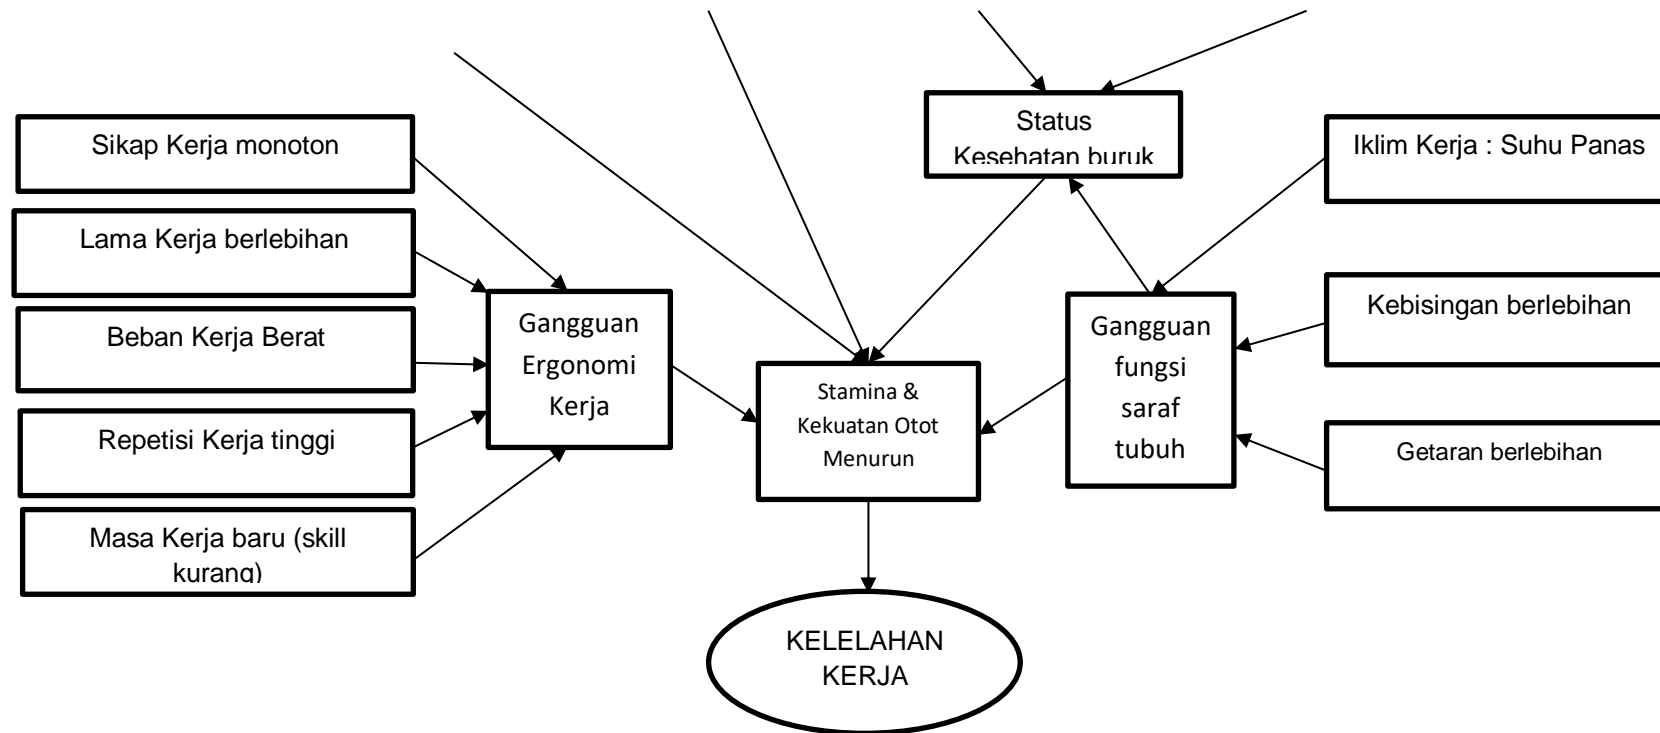 Status
Kesehatan buruk
Sikap Kerja monoton
Iklim Kerja : Suhu Panas
Lama Kerja berlebihan
Kebisingan berlebihan
Beban Kerja Berat
Gangguan
Ergonomi
Kerja
Gangguan
fungsi
saraf
tubuh
Stamina &
Kekuatan Otot
Menurun
Repetisi Kerja tinggi
Getaran berlebihan
Masa Kerja baru (skill
kurang)
KELELAHAN
KERJA